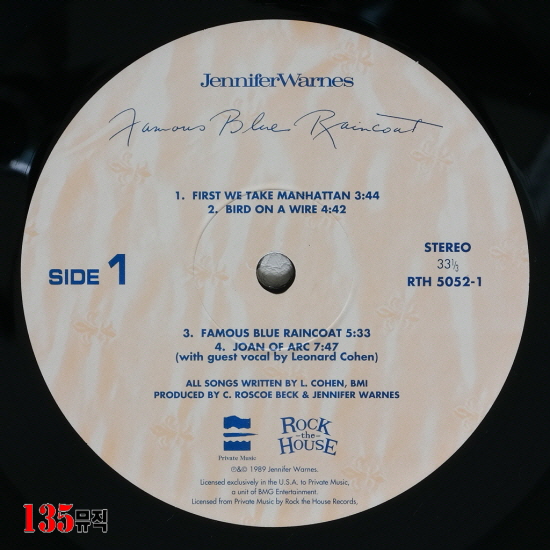 Jennifer Warnes
Famous Blue Raincoat
1. FIRST WE TAKE MANHATTAN 3:44
2. BIRD ON A WIRE 4:42
STEREO
33⅓
RTH 5052-1
SIDE 1
3. FAMOUS BLUE RAINCOAT 5:33
4. JOAN OF ARC 7:47
(with guest vocal by Leonard Cohen)
ALL SONGS WRITTEN BY L. COHEN, BMI
PRODUCED BY C. ROSCOE BECK & JENNIFER WARNES
Private Music
ROCK
-the-
HOUSE
℗&© 1989 Jennifer Warnes.
Licensed exclusively in the U.S.A. to Private Music,
a unit of BMG Entertainment.
Licensed from Private Music by Rock the House Records,
135뮤직